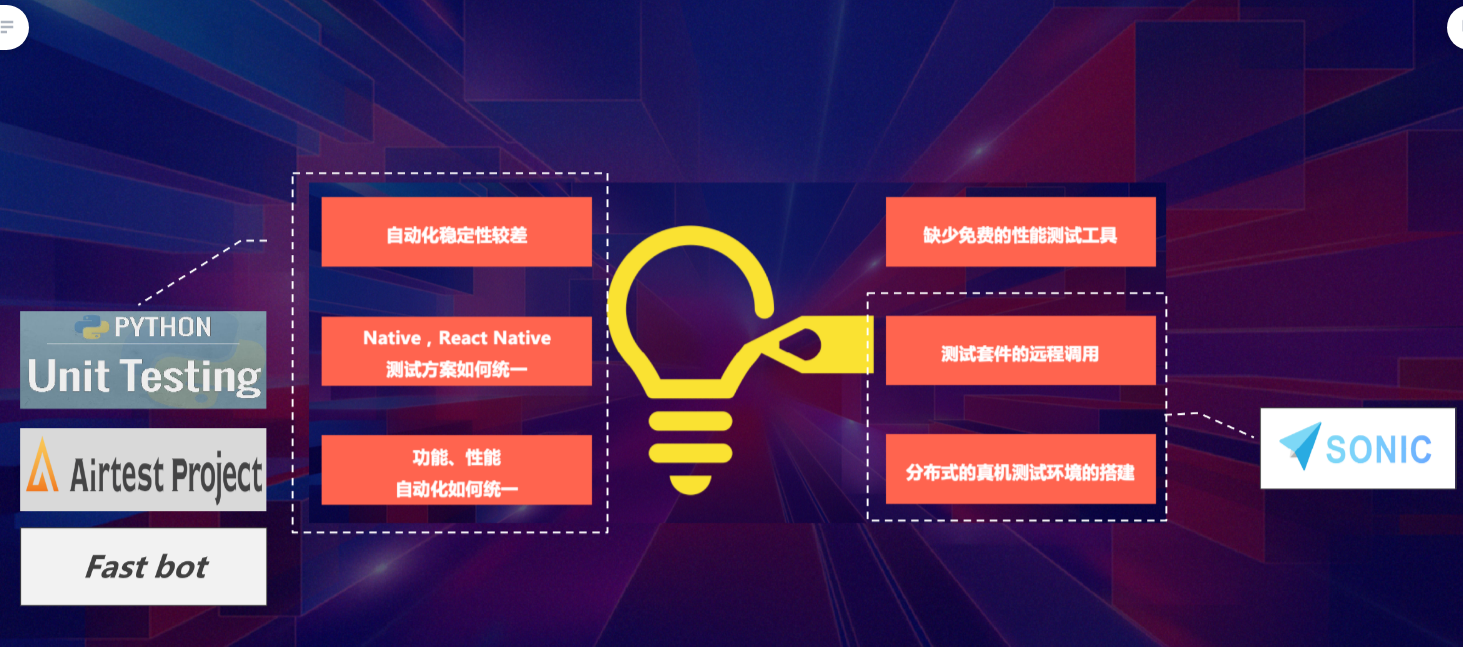 PYTHON
Unit Testing
Airtest Project
Fast bot
自动化稳定性较差
Native，React Native
测试方案如何统一
功能、性能
自动化如何统一
缺少免费的性能测试工具
测试套件的远程调用
分布式的真机测试环境的搭建
SONIC